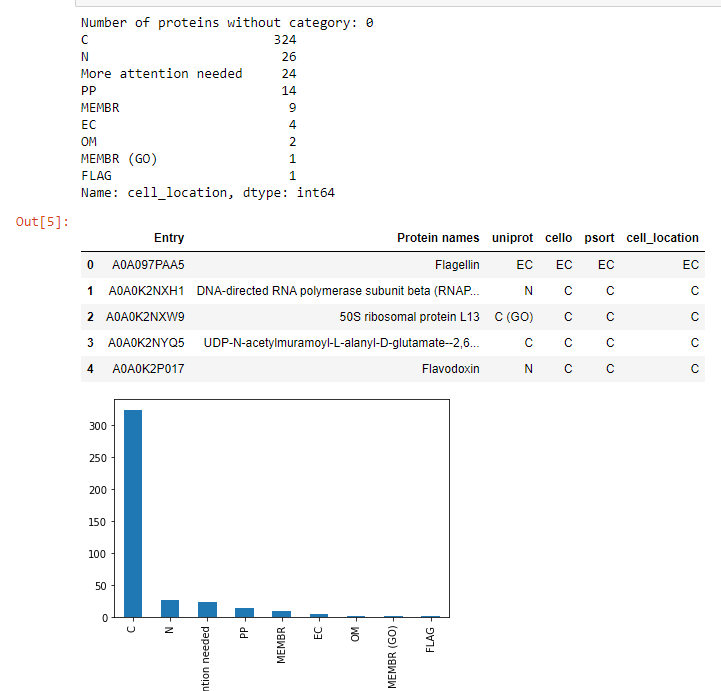 Number of proteins without category: 0
C 324
N 26
More attention needed 24
PP 14
MEMBR 9
EC 4
OM 2
MEMBR (GO) 1
FLAG 1
Name: cell_location, dtype: int64
Out[5]:
Entry Protein names uniprot cello psort cell_location
0 A0A097PAA5 Flagellin EC EC EC EC
1 A0A0K2NXH1 DNA-directed RNA polymerase subunit beta (RNAP... N C C C
2 A0A0K2NXW9 50S ribosomal protein L13 C (GO) C C C
3 A0A0K2NYQ5 UDP-N-acetylmuramoyl-L-alanyl-D-glutamate--2,6... C C C C
4 A0A0K2P017 Flavodoxin N C C C
300
250
200
150
100
50
0
C
N
ntion needed
PP
MEMBR
EC
OM
MEMBR (GO)
FLAG